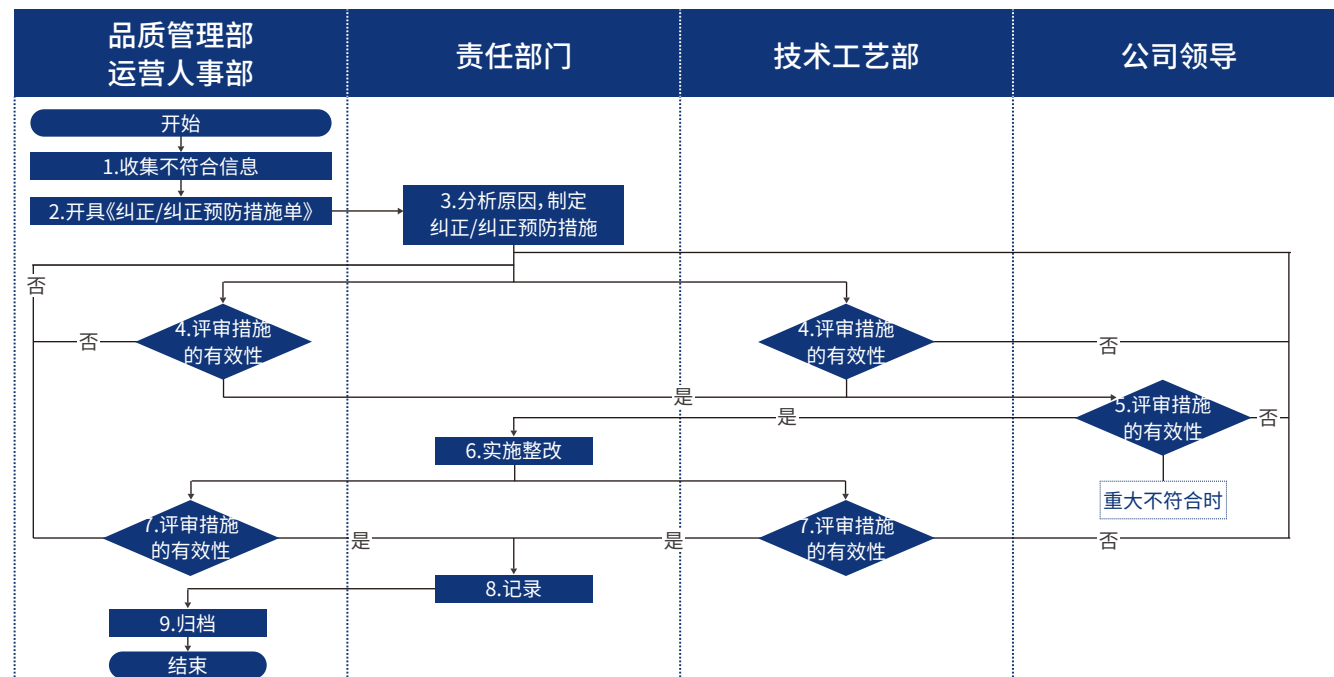 品质管理部
运营人事部
责任部门
技术工艺部
公司领导
开始
1.收集不符合信息
2.开具《纠正/纠正预防措施单》
3.分析原因，制定
纠正/纠正预防措施
否
4.评审措施
的有效性
否
4.评审措施
的有效性
否
是
5.评审措施
的有效性
否
是
6.实施整改
重大不符合时
7.评审措施
的有效性
是
是
7.评审措施
的有效性
否
8.记录
9.归档
结束